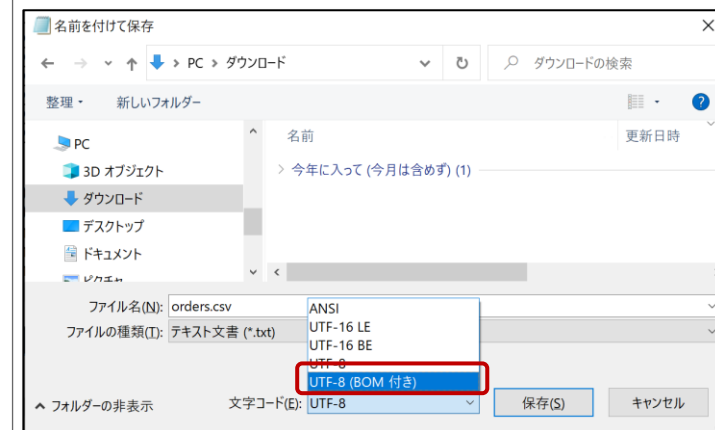 名前を付けて保存
PC > ダウンロード
ダウンロードの検索
整理
新しいフォルダー
名前
更新日時
PC
3D オブジェクト
今年に入って (今月は含めず) (1)
ダウンロード
デスクトップ
ドキュメント
ピクチャ
ファイル名(N): orders.csv
ファイルの種類(T): テキスト文書 (*.txt)
ANSI
UTF-16 LE
UTF-16 BE
UTF-8
UTF-8 (BOM 付き)
フォルダーの非表示
文字コード(E): UTF-8
保存(S)
キャンセル